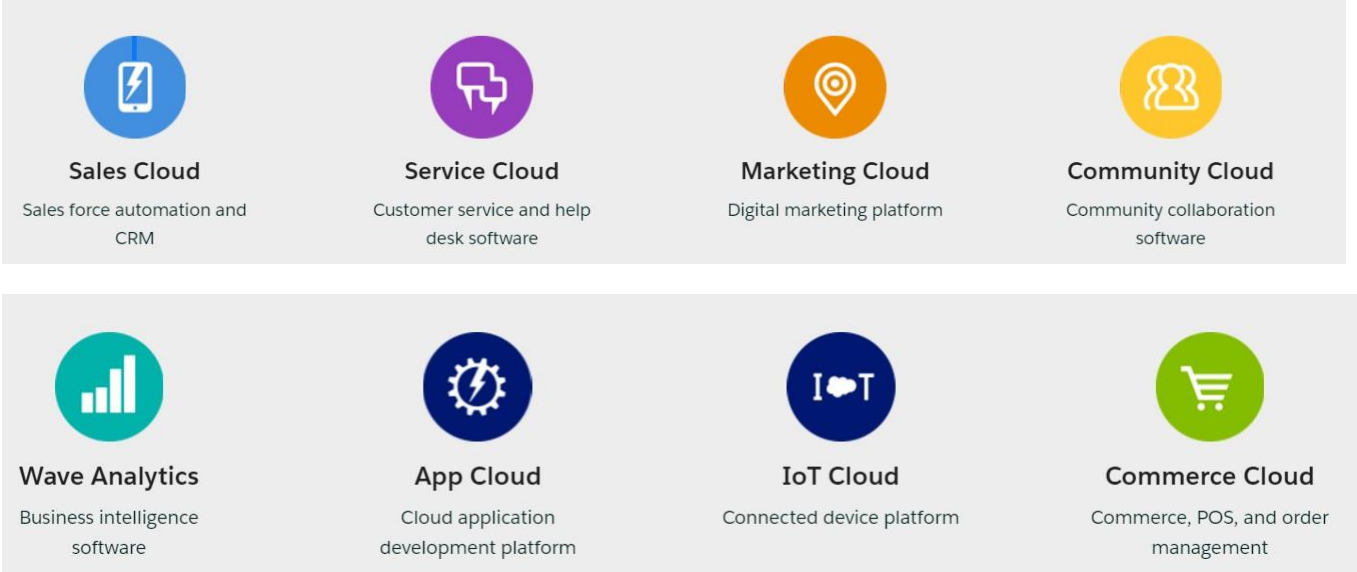 Sales Cloud
Sales force automation and
CRM
Service Cloud
Customer service and help
desk software
Marketing Cloud
Digital marketing platform
Community Cloud
Community collaboration
software
Wave Analytics
Business intelligence
software
App Cloud
Cloud application
development platform
I T
IoT Cloud
Connected device platform
Commerce Cloud
Commerce, POS, and order
management